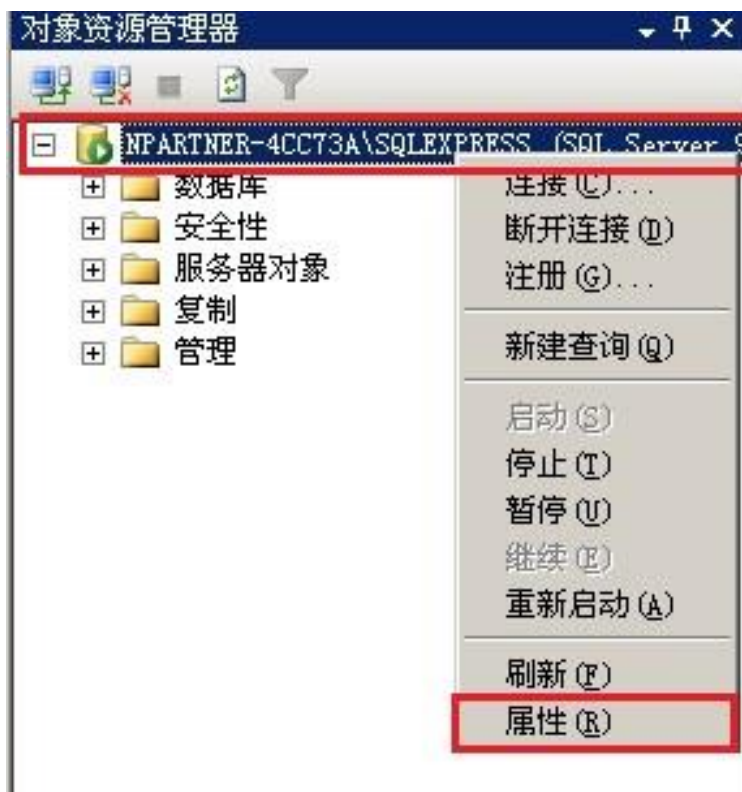 对象资源管理器
NPARTNER-4CC73A\SQLEXPRESS (SQL Server 9
数据库
安全性
服务器对象
复制
管理
连接(C)...
断开连接(D)
注册(G)...
新建查询(Q)
启动(S)
停止(T)
暂停(U)
继续(E)
重新启动(A)
刷新(F)
属性(R)